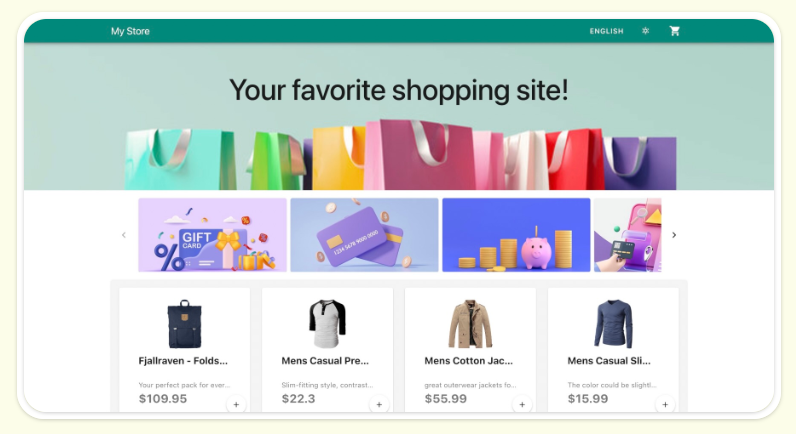 My Store
ENGLISH
Your favorite shopping site!
GIFT
CARD
%
1234 5678 9000 0000
Fjallraven - Folds...
Mens Casual Pre...
Mens Cotton Jac...
Mens Casual Sli...
Your perfect pack for ever...
Slim-fitting style, contrast...
great outerwear jackets fo...
The color could be slightl...
$109.95
$22.3
$55.99
$15.99
+
+
+
+